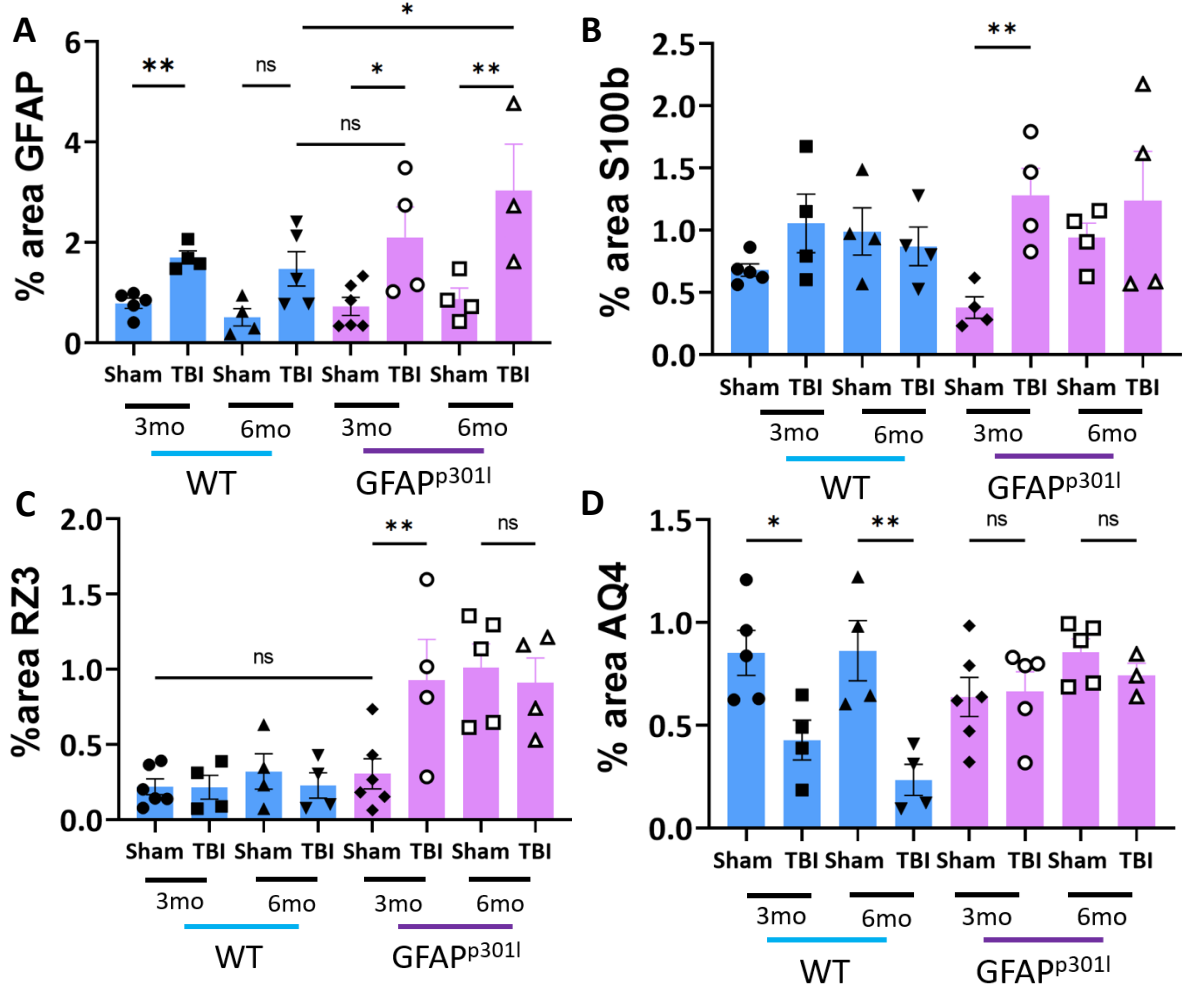 A
% area GFAP
6
4
2
0
*
** ns * **
ns
Sham TBI Sham TBI Sham TBI Sham TBI
3mo 6mo 3mo 6mo
WT GFAPp301l
B
% area S100b
2.5
2.0
1.5
1.0
0.5
0.0
**
Sham TBI Sham TBI Sham TBI Sham TBI
3mo 6mo 3mo 6mo
WT GFAPp301l
C
%area RZ3
2.0
1.5
1.0
0.5
0.0
** ns
ns
Sham TBI Sham TBI Sham TBI Sham TBI
3mo 6mo 3mo 6mo
WT GFAPp301l
D
% area AQ4
1.5
1.0
0.5
0.0
* ** ns ns
Sham TBI Sham TBI Sham TBI Sham TBI
3mo 6mo 3mo 6mo
WT GFAPp301l